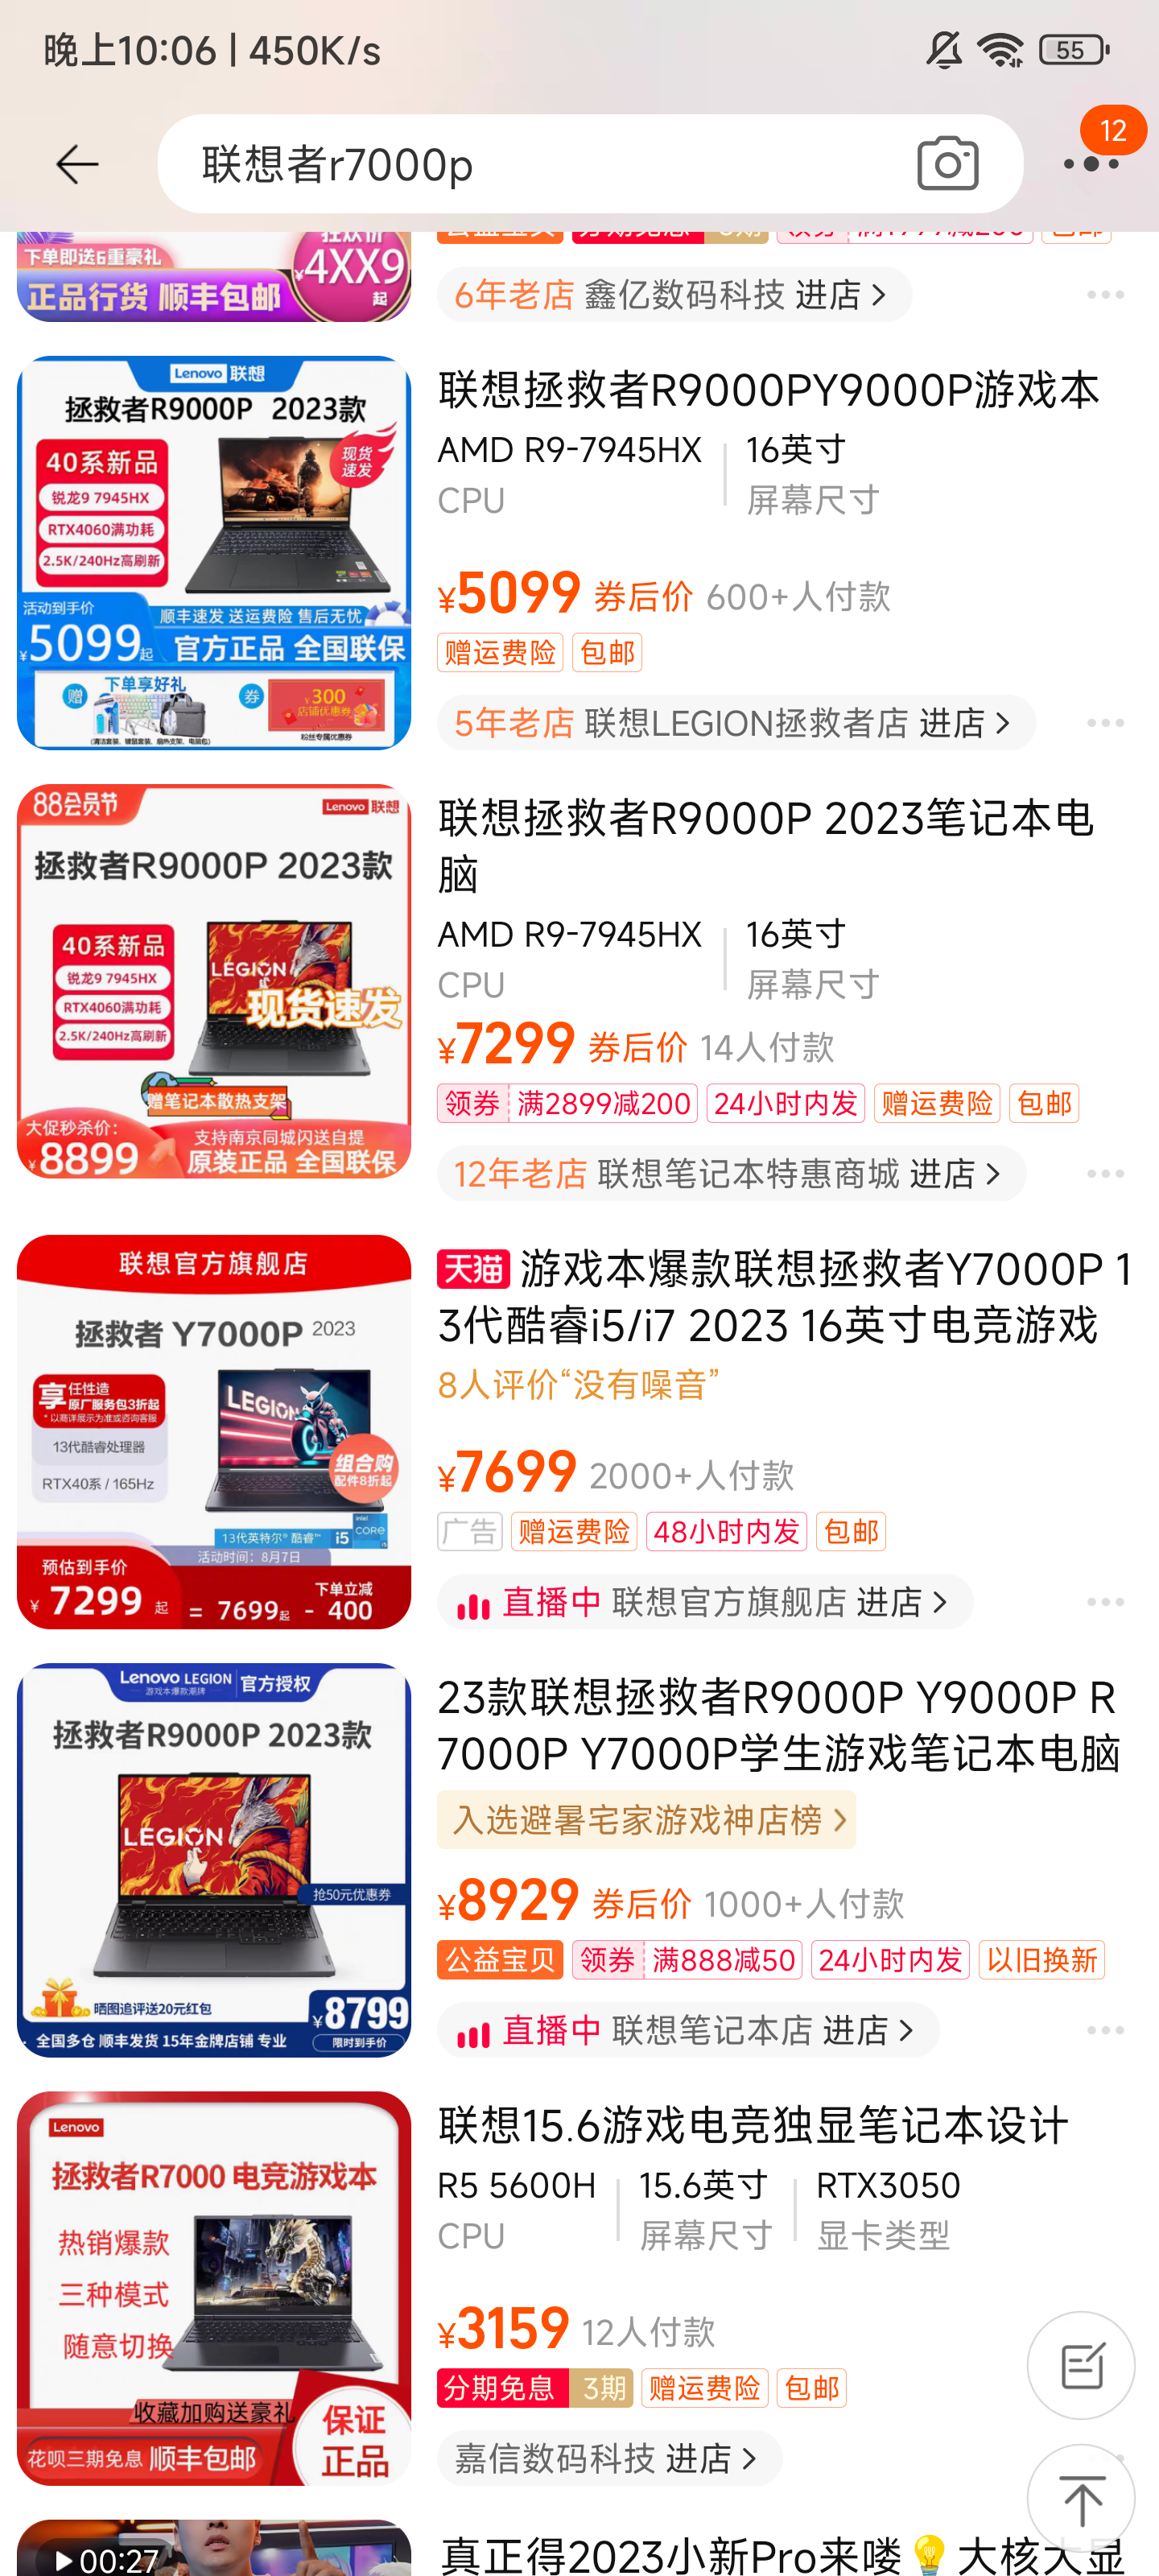 晚上10:06 | 450K/s
55
联想者r7000p
12
下单即送6重豪礼
¥4XX9
起
正品行货 顺丰包邮
6年老店 鑫亿数码科技 进店
Lenovo 联想
拯救者R9000P 2023款
40系新品
锐龙9 7945HX
RTX4060满功耗
2.5K/240Hz高刷新
现货
速发
活动到手价
¥5099起
顺丰速发 送运费险 售后无忧
官方正品 全国联保
赠
下单享好礼
券
¥300
店铺优惠券
粉丝专属优惠券
联想拯救者R9000PY9000P游戏本
AMD R9-7945HX
16英寸
CPU
屏幕尺寸
¥5099 券后价 600+人付款
赠运费险
包邮
5年老店 联想LEGION拯救者店 进店
88会员节
Lenovo 联想
拯救者R9000P 2023款
40系新品
锐龙9 7945HX
RTX4060满功耗
2.5K/240Hz高刷新
LEGION
现货速发
赠笔记本散热支架
大促秒杀价:
¥8899
支持南京同城闪送自提
原装正品 全国联保
联想拯救者R9000P 2023笔记本电
脑
AMD R9-7945HX
16英寸
CPU
屏幕尺寸
¥7299 券后价 14人付款
领券 满2899减200
24小时内发
赠运费险
包邮
12年老店 联想笔记本特惠商城 进店
联想官方旗舰店
拯救者 Y7000P 2023
享 任性造
原厂服务包3折起
*以商详展示为准或咨询客服
13代酷睿处理器
RTX40系 / 165Hz
LEGION
组合购
配件8折起
13代英特尔® 酷睿™ i5
intel
CORE
i5
活动时间：8月7日
预估到手价
¥ 7299 起 = 7699起 - 400
下单立减
天猫 游戏本爆款联想拯救者Y7000P 1
3代酷睿i5/i7 2023 16英寸电竞游戏
8人评价“没有噪音”
¥7699 2000+人付款
广告
赠运费险
48小时内发
包邮
直播中 联想官方旗舰店 进店
Lenovo LEGION
游戏本爆款潮牌
官方授权
拯救者R9000P 2023款
LEGION
抢50元优惠券
晒图追评送20元红包
¥8799
全国多仓 顺丰发货 15年金牌店铺 专业
限时到手价
23款联想拯救者R9000P Y9000P R
7000P Y7000P学生游戏笔记本电脑
入选避暑宅家游戏神店榜
¥8929 券后价 1000+人付款
公益宝贝
领券 满888减50
24小时内发
以旧换新
直播中 联想笔记本店 进店
Lenovo
拯救者R7000 电竞游戏本
热销爆款
三种模式
随意切换
收藏加购送豪礼
花呗三期免息 顺丰包邮
保证
正品
联想15.6游戏电竞独显笔记本设计
R5 5600H
15.6英寸
RTX3050
CPU
屏幕尺寸
显卡类型
¥3159 12人付款
分期免息 3期
赠运费险
包邮
嘉信数码科技 进店
00:27
真正得2023小新Pro来喽💡大核大显